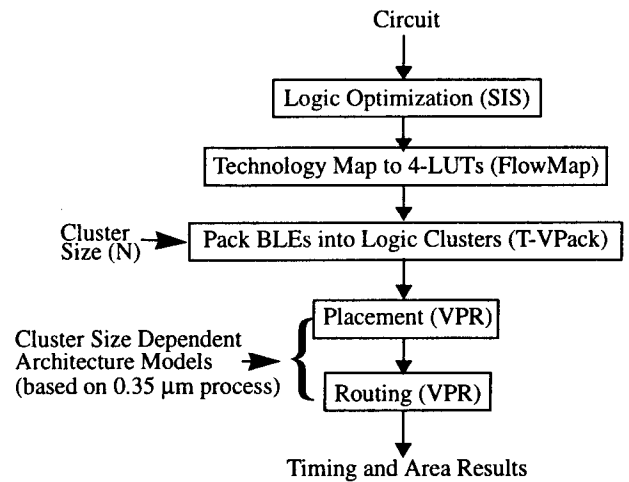 Circuit
Logic Optimization (SIS)
Technology Map to 4-LUTs (FlowMap)
Cluster
Size (N)
Pack BLEs into Logic Clusters (T-VPack)
Placement (VPR)
Cluster Size Dependent
Architecture Models
(based on 0.35 μm process)
Routing (VPR)
Timing and Area Results